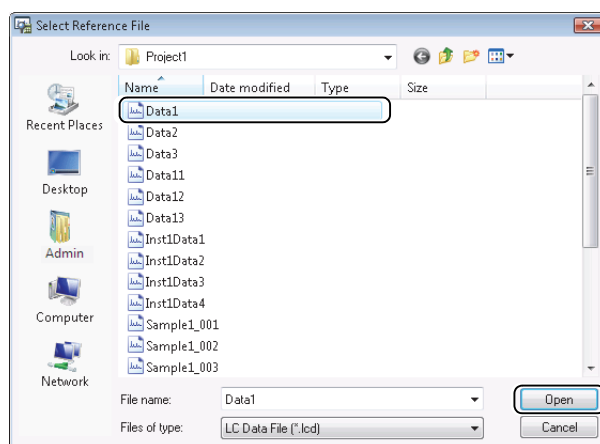 Select Reference File
Look in: Project1
Name Date modified Type Size
Recent Places
Desktop
Admin
Computer
Network
Data1
Data2
Data3
Data11
Data12
Data13
Inst1Data1
Inst1Data2
Inst1Data3
Inst1Data4
Sample1_001
Sample1_002
Sample1_003
File name: Data1 Open
Files of type: LC Data File (*.lcd) Cancel